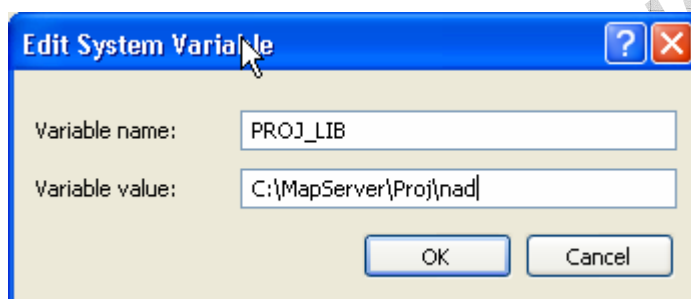 Edit System Variable
Variable name: PROJ_LIB
Variable value: C:\MapServer\Proj\nad
OK Cancel